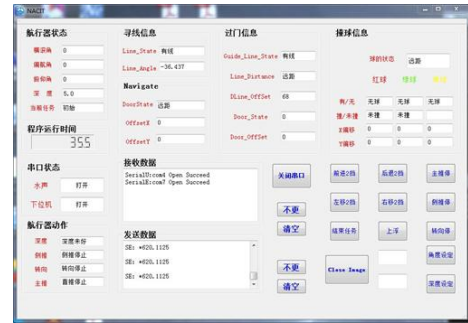 NACIT
航行器状态
横滚角 0
偏航角 0
俯仰角 0
深 度 5.0
当前任务 初始
程序运行时间
355
串口状态
水声 打开
下位机 打开
航行器动作
深度 深度未好
侧推 侧推停止
转向 转向停止
主推 直推停止
寻线信息
Line_State 有线
Line_Angle -36.437
Navigate
DoorState 远距
OffsetX 0
OffsetY 0
过门信息
Guide_Line_State 有线
Line_Distance 远距
DLine_OffSet 68
Door_State 0
Door_OffSet 0
撞球信息
球的状态 远距
红球 绿球
有/无 无球 无球 无球
撞/未撞 未撞 未撞
X偏移 0 0 0
Y偏移 0 0 0
接收数据
SerialU:com4 Open Succeed
SerialE:com7 Open Succeed
关闭串口
不更
清空
发送数据
SE: +620,1125
SE: +620,1125
SE: +620,1125
不更
清空
前进2档 后退2档 主推停
左移2档 右移2档 侧推停
结束任务 上浮 转向停
Close Image
角度设定
深度设定